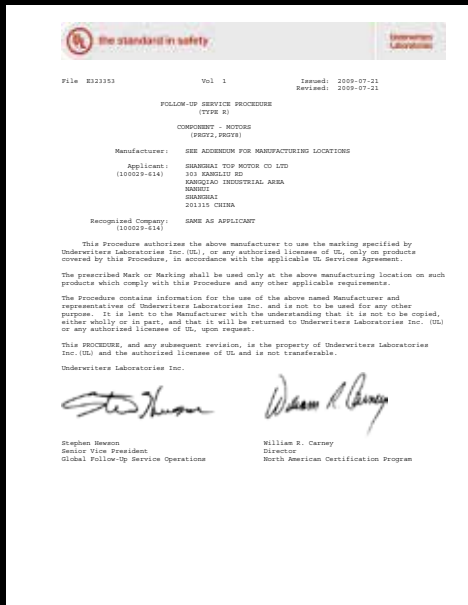 UL the standard in safety
Underwriters
Laboratories
File E323353 Vol 1 Issued: 2009-07-21
Revised: 2009-07-21
FOLLOW-UP SERVICE PROCEDURE
(TYPE R)
COMPONENT - MOTORS
(PRGY2,PRGY8)
Manufacturer: SEE ADDENDUM FOR MANUFACTURING LOCATIONS
Applicant: SHANGHAI TOP MOTOR CO LTD
(100029-614) 303 KANGLIU RD
KANGQIAO INDUSTRIAL AREA
NANHUI
SHANGHAI
201315 CHINA
Recognized Company: SAME AS APPLICANT
(100029-614)
This Procedure authorizes the above manufacturer to use the marking specified by
Underwriters Laboratories Inc.(UL), or any authorized licensee of UL, only on products
covered by this Procedure, in accordance with the applicable UL Services Agreement.
The prescribed Mark or Marking shall be used only at the above manufacturing location on such
products which comply with this Procedure and any other applicable requirements.
The Procedure contains information for the use of the above named Manufacturer and
representatives of Underwriters Laboratories Inc. and is not to be used for any other
purpose. It is lent to the Manufacturer with the understanding that it is not to be copied,
either wholly or in part, and that it will be returned to Underwriters Laboratories Inc. (UL)
or any authorized licensee of UL, upon request.
This PROCEDURE, and any subsequent revision, is the property of Underwriters Laboratories
Inc.(UL) and the authorized licensee of UL and is not transferable.
Underwriters Laboratories Inc.
William R Carney
Stephen Hewson William R. Carney
Senior Vice President Director
Global Follow-Up Service Operations North American Certification Program